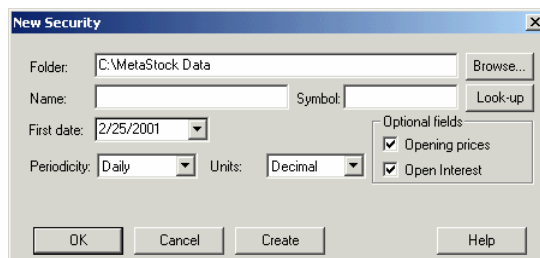 New Security
Folder: C:\MetaStock Data Browse...
Name: Symbol: Look-up
First date: 2/25/2001 Optional fields
Opening prices
Periodicity: Daily Units: Decimal Open Interest
OK Cancel Create Help